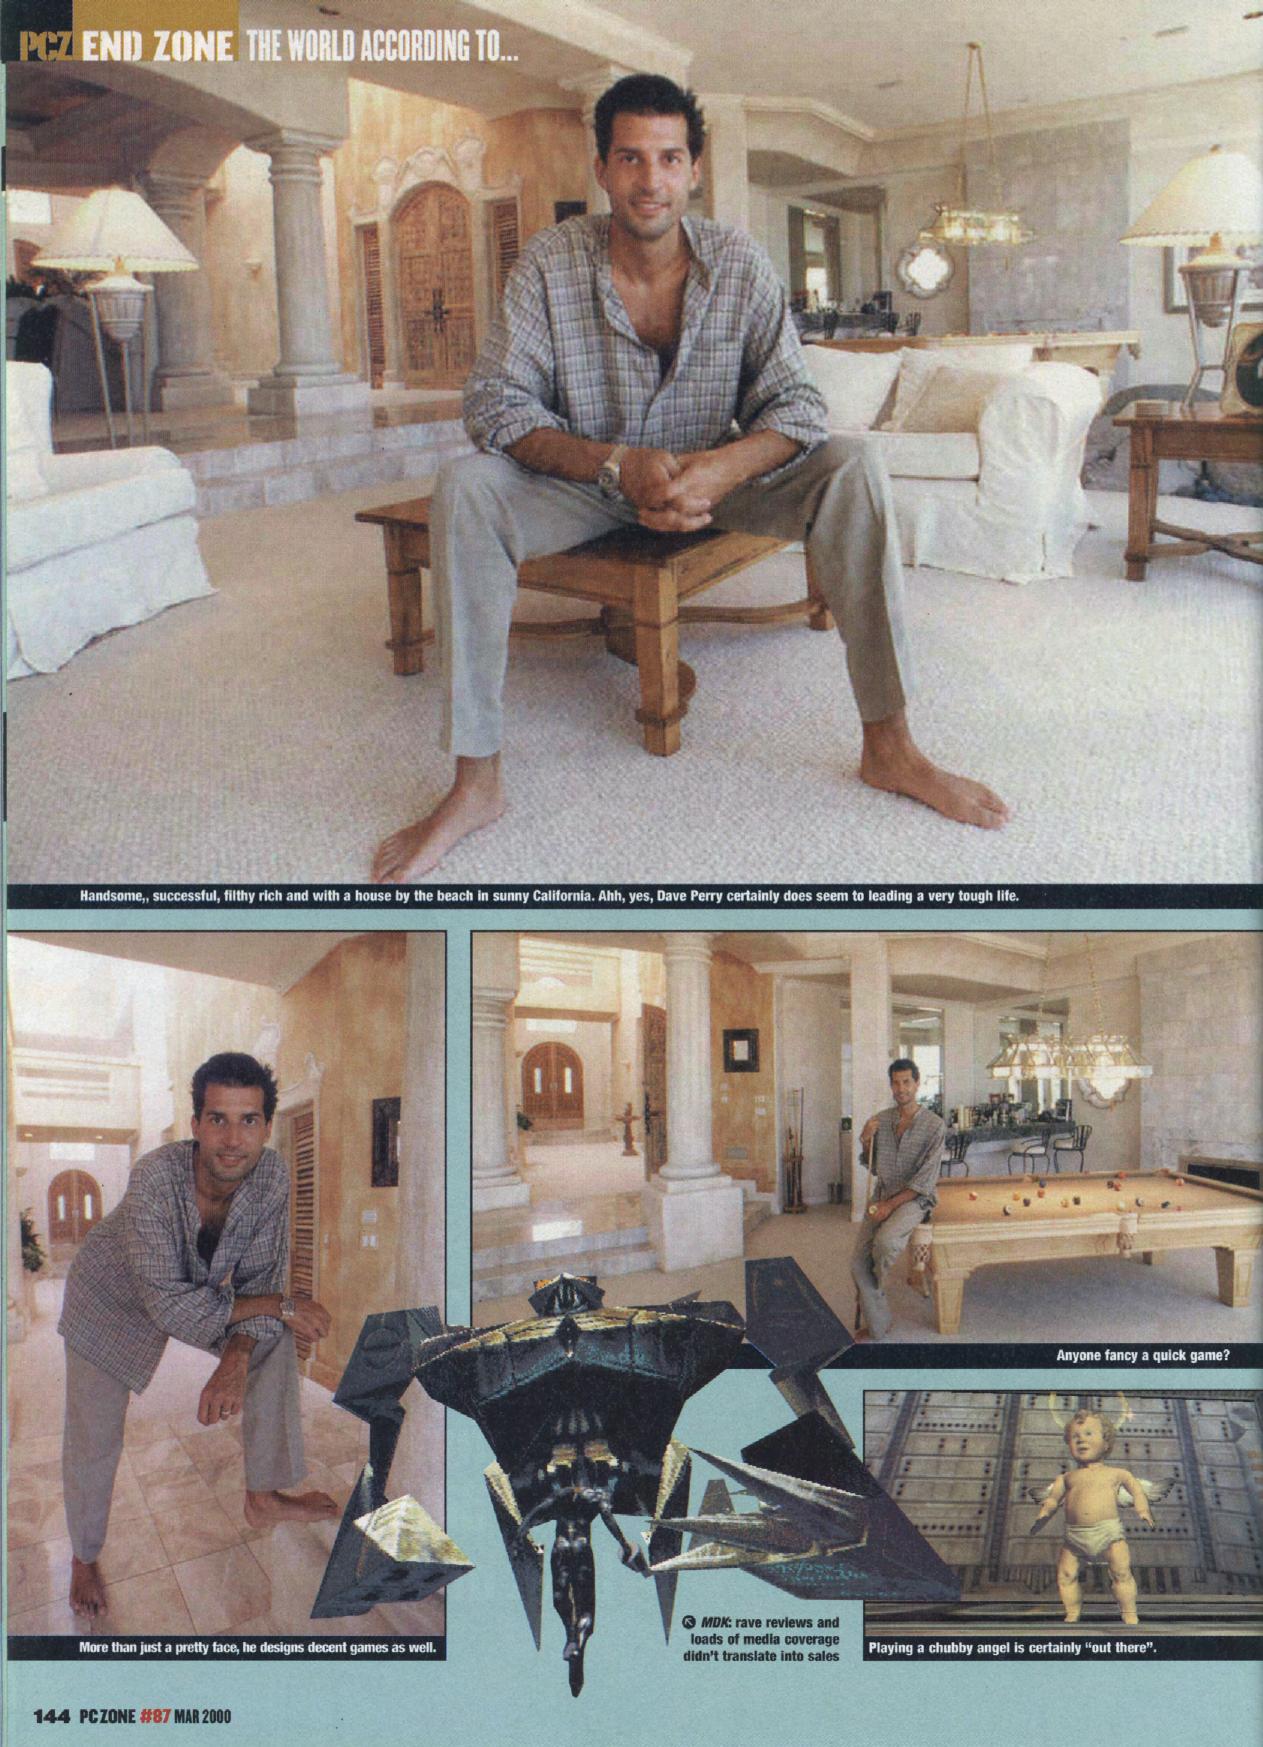 PCZ END ZONE THE WORLD ACCORDING TO...
Handsome,, successful, filthy rich and with a house by the beach in sunny California. Ahh, yes, Dave Perry certainly does seem to leading a very tough life.
Anyone fancy a quick game?
More than just a pretty face, he designs decent games as well.
MDK: rave reviews and
loads of media coverage
didn't translate into sales
Playing a chubby angel is certainly “out there”.
144 PC ZONE #87 MAR 2000